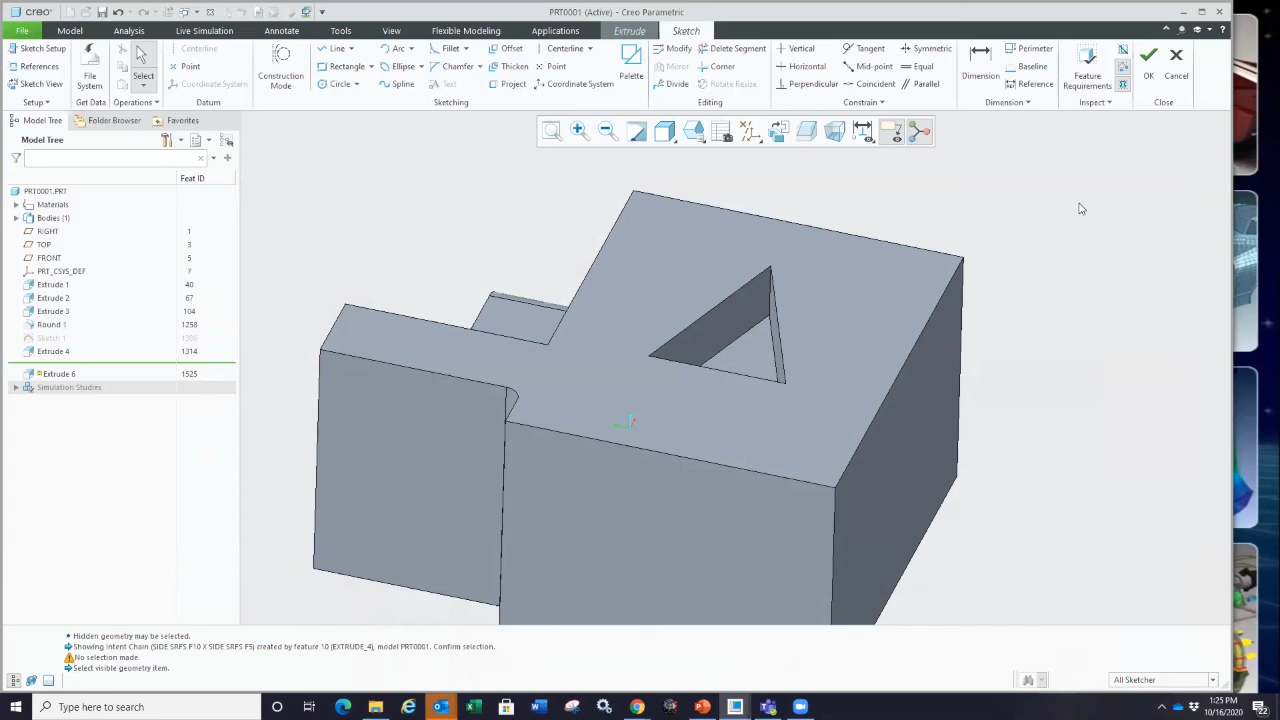 creo
PRT0001 (Active) - Creo Parametric
File Model Analysis Live Simulation Annotate Tools View Flexible Modeling Applications Extrude Sketch
Sketch Setup
References
Sketch View
Setup
File System
Get Data
Select
Operations
Centerline
Point
Coordinate System
Datum
Construction Mode
Line Arc Fillet Offset Centerline
Rectangle Ellipse Chamfer Thicken Point
Circle Spline Text Project Coordinate System
Palette
Sketching
Modify Delete Segment
Mirror Corner
Divide Rotate Resize
Editing
Vertical Tangent Symmetric
Horizontal Mid-point Equal
Perpendicular Coincident Parallel
Constrain
Dimension
Perimeter
Baseline
Reference
Dimension
Feature Requirements
Inspect
OK
Cancel
Close
Model Tree Folder Browser Favorites
Model Tree
Feat ID
PRT0001.PRT
Materials
Bodies (1)
RIGHT 1
TOP 3
FRONT 5
PRT_CSYS_DEF 7
Extrude 1 40
Extrude 2 67
Extrude 3 104
Round 1 1258
Sketch 1
Extrude 4 1314
Extrude 6 1525
Simulation Studies
Hidden geometry may be selected.
Showing Intent Chain (SIDE SRFS F10 X SIDE SRFS F5) created by feature 10 (EXTRUDE_4), model PRT0001. Confirm selection.
No selection made.
Select visible geometry item.
All Sketcher
Type here to search
1:25 PM
10/16/2020
22